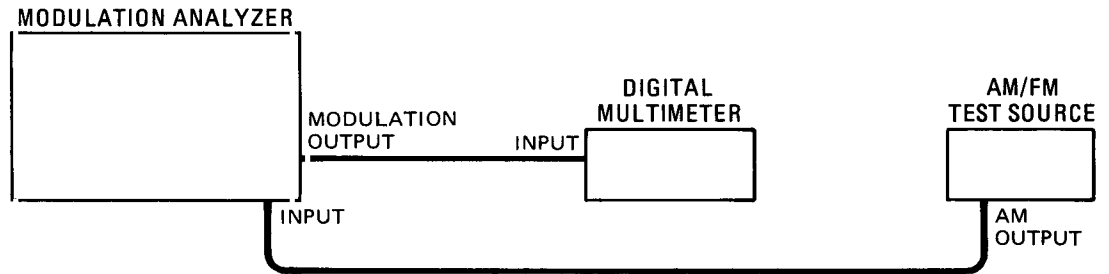 MODULATION ANALYZER
MODULATION
OUTPUT
INPUT
DIGITAL
MULTIMETER
INPUT
AM/FM
TEST SOURCE
AM
OUTPUT